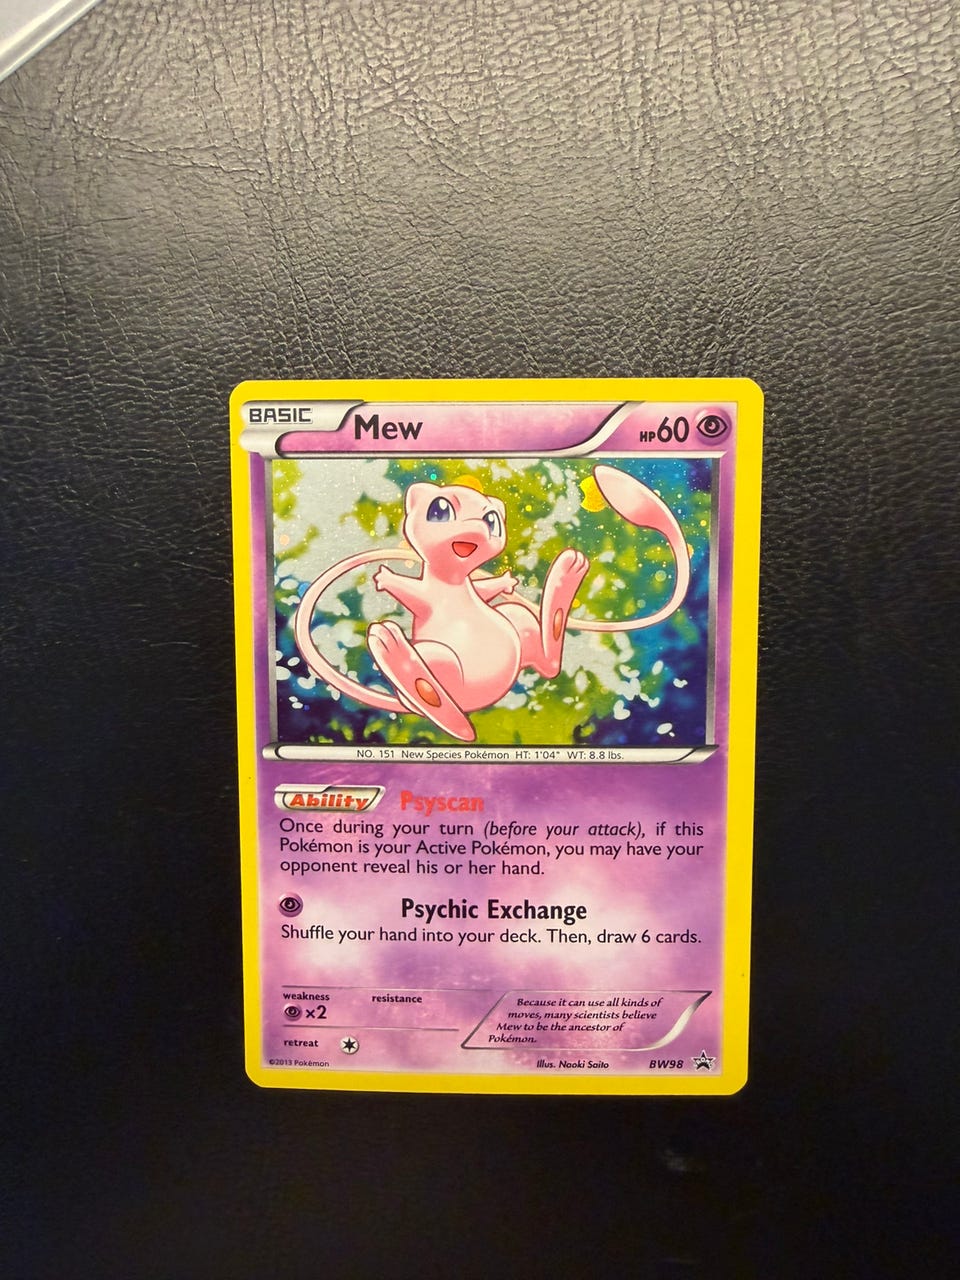 BASIC Mew HP60
NO. 151 New Species Pokémon HT: 1'04" WT: 8.8 lbs.
Ability Psyscan
Once during your turn (before your attack), if this
Pokémon is your Active Pokémon, you may have your
opponent reveal his or her hand.
Psychic Exchange
Shuffle your hand into your deck. Then, draw 6 cards.
weakness resistance
×2
retreat
Because it can use all kinds of
moves, many scientists believe
Mew to be the ancestor of
Pokémon.
©2013 Pokémon Illus. Naoki Saito BW98